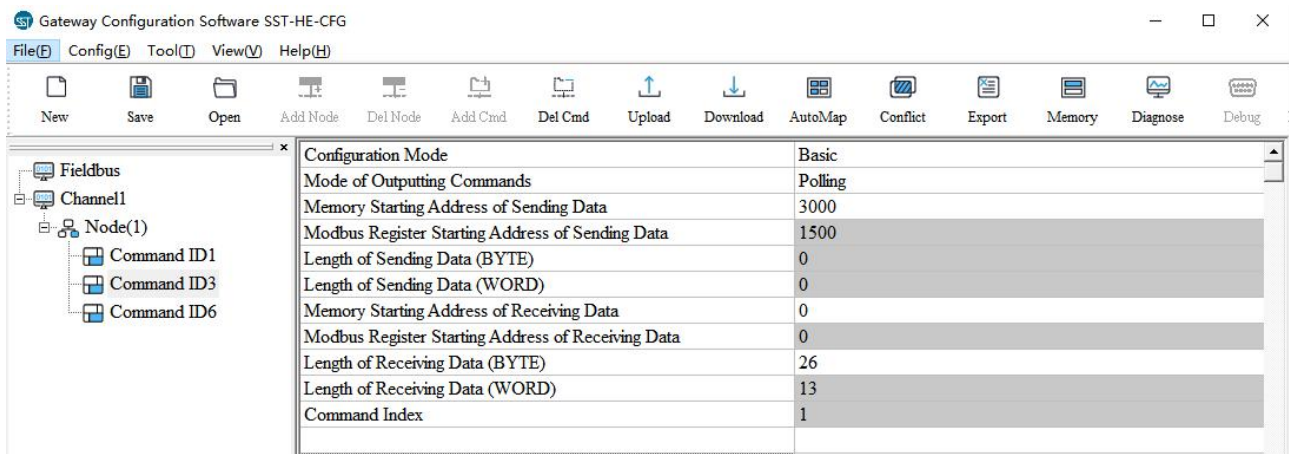 SST Gateway Configuration Software SST-HE-CFG
File(F) Config(E) Tool(T) View(V) Help(H)
New Save Open Add Node Del Node Add Cmd Del Cmd Upload Download AutoMap Conflict Export Memory Diagnose Debug
Fieldbus
Channel1
Node(1)
Command ID1
Command ID3
Command ID6
Configuration Mode Basic
Mode of Outputting Commands Polling
Memory Starting Address of Sending Data 3000
Modbus Register Starting Address of Sending Data 1500
Length of Sending Data (BYTE) 0
Length of Sending Data (WORD) 0
Memory Starting Address of Receiving Data 0
Modbus Register Starting Address of Receiving Data 0
Length of Receiving Data (BYTE) 26
Length of Receiving Data (WORD) 13
Command Index 1